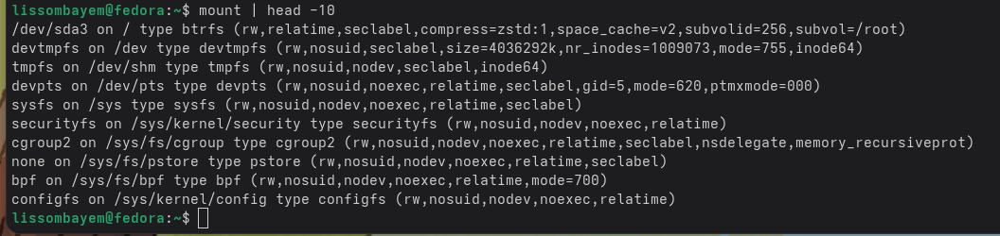 lissombayem@fedora:~$ mount | head -10
/dev/sda3 on / type btrfs (rw,relatime,seclabel,compress=zstd:1,space_cache=v2,subvolid=256,subvol=/root)
devtmpfs on /dev type devtmpfs (rw,nosuid,seclabel,size=4036292k,nr_inodes=1009073,mode=755,inode64)
tmpfs on /dev/shm type tmpfs (rw,nosuid,nodev,seclabel,inode64)
devpts on /dev/pts type devpts (rw,nosuid,noexec,relatime,seclabel,gid=5,mode=620,ptmxmode=000)
sysfs on /sys type sysfs (rw,nosuid,nodev,noexec,relatime,seclabel)
securityfs on /sys/kernel/security type securityfs (rw,nosuid,nodev,noexec,relatime)
cgroup2 on /sys/fs/cgroup type cgroup2 (rw,nosuid,nodev,noexec,relatime,seclabel,nsdelegate,memory_recursiveprot)
none on /sys/fs/pstore type pstore (rw,nosuid,nodev,noexec,relatime,seclabel)
bpf on /sys/fs/bpf type bpf (rw,nosuid,nodev,noexec,relatime,mode=700)
configfs on /sys/kernel/config type configfs (rw,nosuid,nodev,noexec,relatime)
lissombayem@fedora:~$